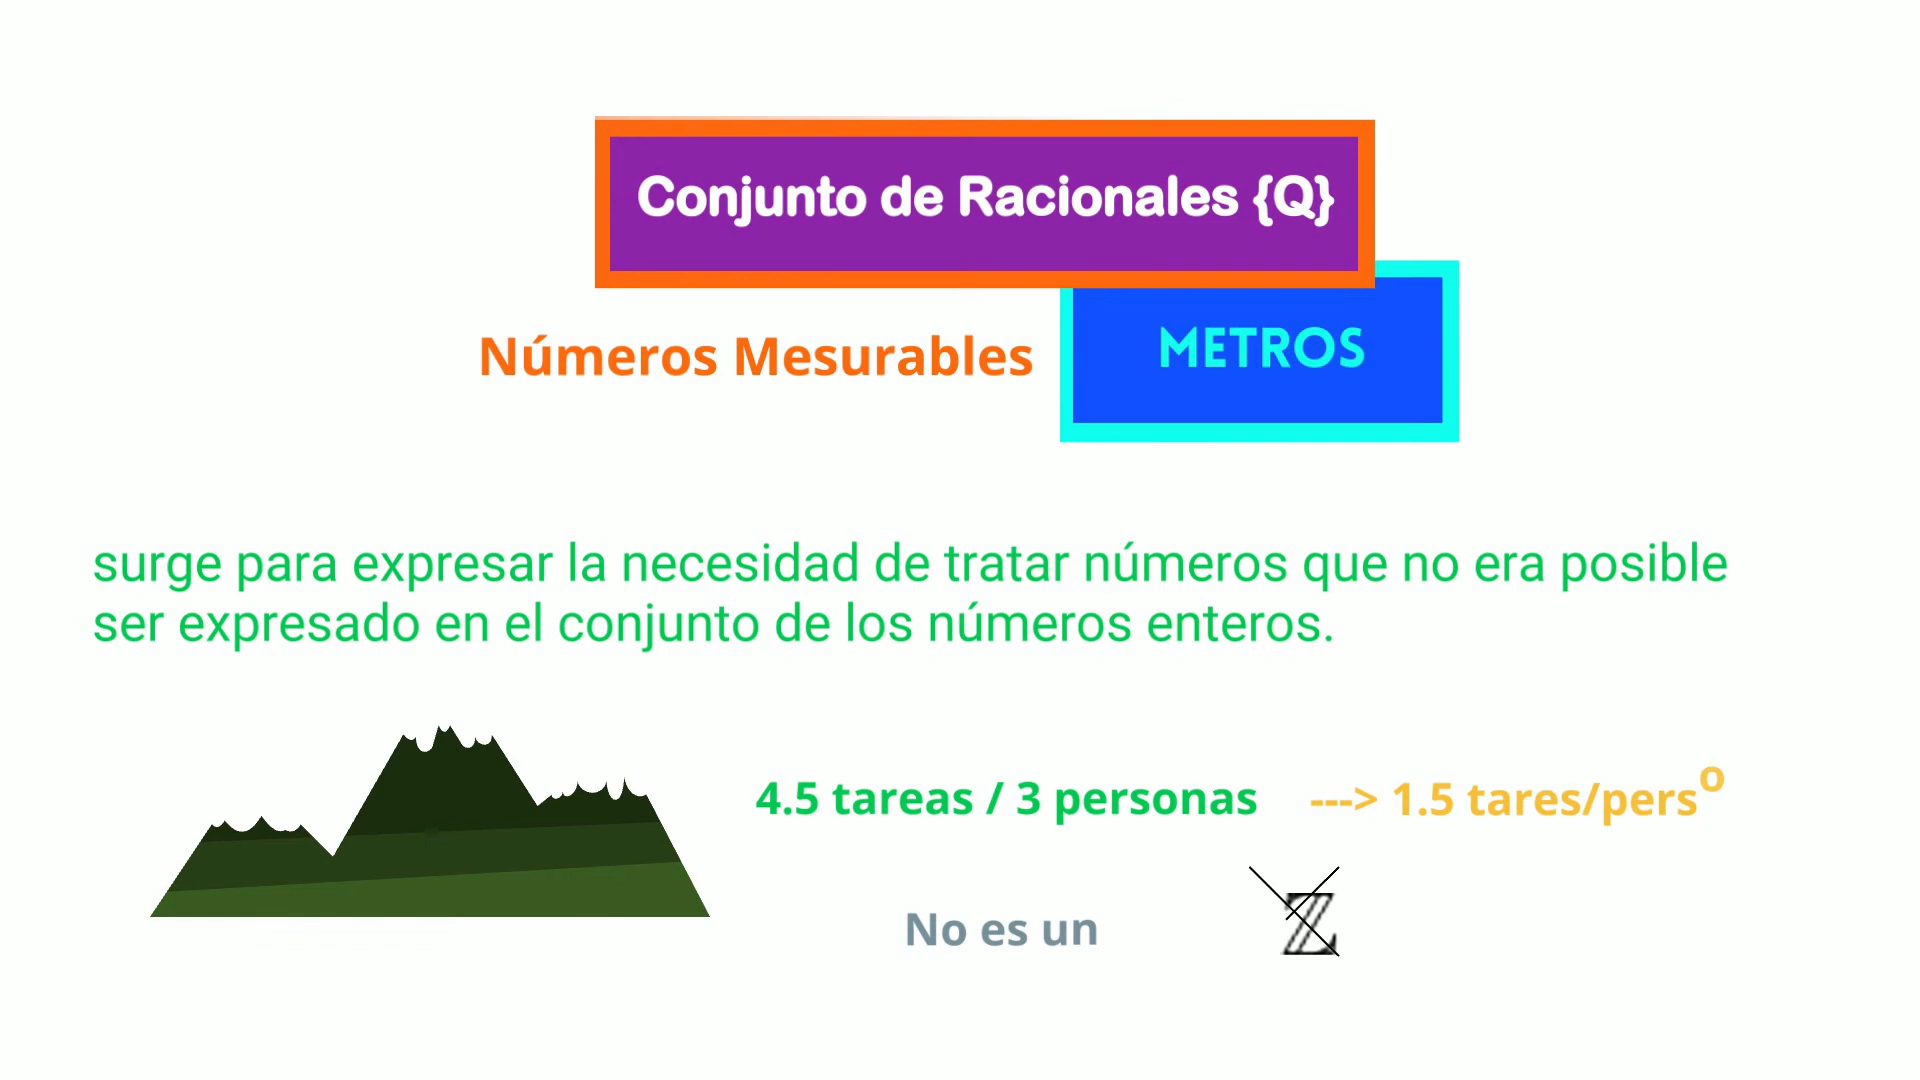 Conjunto de Racionales {Q}
Números Mesurables
METROS
surge para expresar la necesidad de tratar números que no era posible
ser expresado en el conjunto de los números enteros.
4.5 tareas / 3 personas ---> 1.5 tares/persº
No es un ℤ